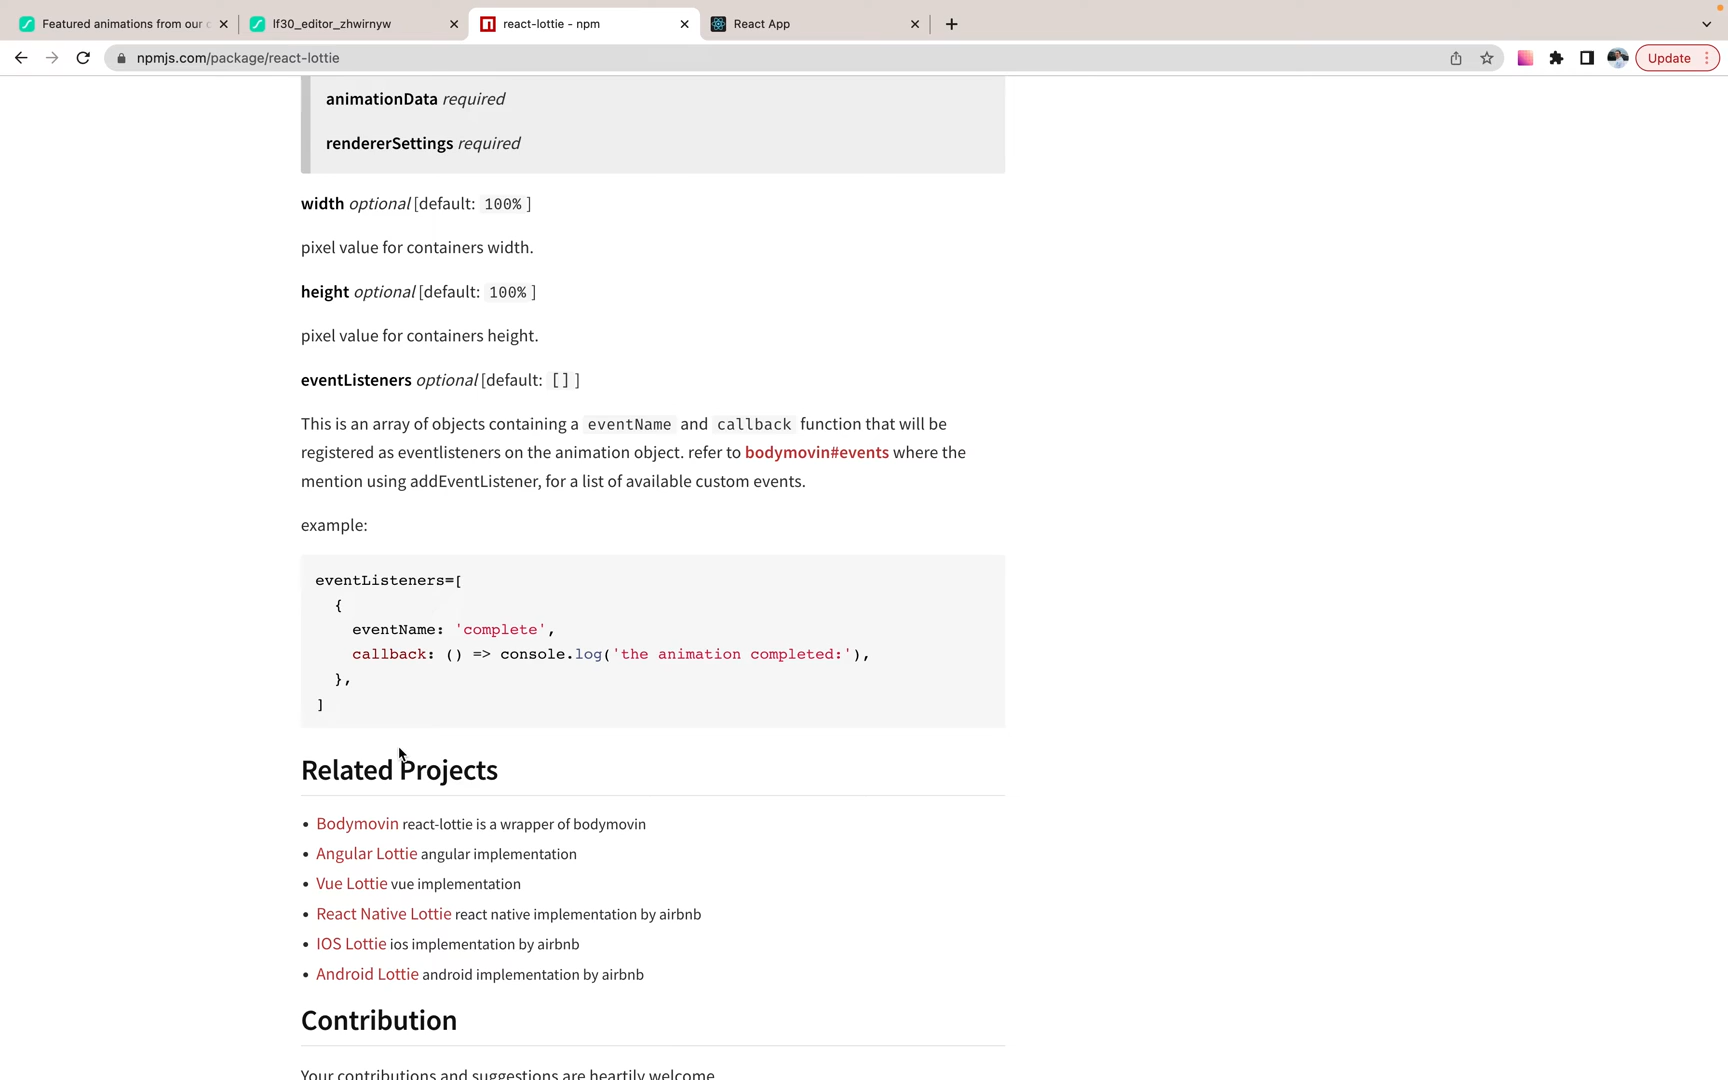 Featured animations from our c
lf30_editor_zhwirnyw
react-lottie - npm
React App
npmjs.com/package/react-lottie
Update
animationData required
rendererSettings required
width optional [default: 100% ]
pixel value for containers width.
height optional [default: 100% ]
pixel value for containers height.
eventListeners optional [default: [] ]
This is an array of objects containing a eventName and callback function that will be
registered as eventlisteners on the animation object. refer to bodymovin#events where the
mention using addEventListener, for a list of available custom events.
example:
eventListeners=[
{
eventName: 'complete',
callback: () => console.log('the animation completed:'),
},
]
Related Projects
• Bodymovin react-lottie is a wrapper of bodymovin
• Angular Lottie angular implementation
• Vue Lottie vue implementation
• React Native Lottie react native implementation by airbnb
• IOS Lottie ios implementation by airbnb
• Android Lottie android implementation by airbnb
Contribution
Your contributions and suggestions are heartily welcome